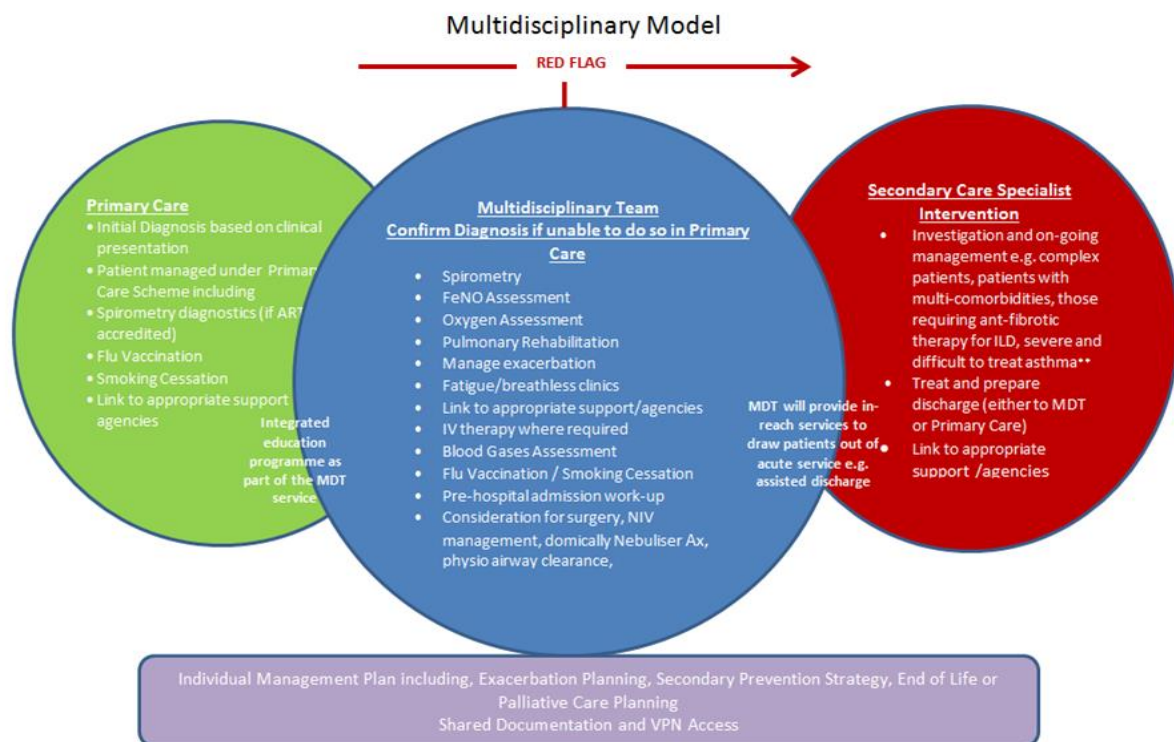 Multidisciplinary Model
RED FLAG
Primary Care
• Initial Diagnosis based on clinical
presentation
• Patient managed under Primar
Care Scheme including
• Spirometry diagnostics (if ART
accredited)
• Flu Vaccination
• Smoking Cessation
• Link to appropriate support
agencies
Integrated
education
programme as
part of the MDT
service
Multidisciplinary Team
Confirm Diagnosis if unable to do so in Primary
Care
• Spirometry
• FeNO Assessment
• Oxygen Assessment
• Pulmonary Rehabilitation
• Manage exacerbation
• Fatigue/breathless clinics
• Link to appropriate support/agencies
• IV therapy where required
• Blood Gases Assessment
• Flu Vaccination / Smoking Cessation
• Pre-hospital admission work-up
• Consideration for surgery, NIV
management, domically Nebuliser Ax,
physio airway clearance,
MDT will provide in-
reach services to
draw patients out of
acute service e.g.
assisted discharge
Secondary Care Specialist
Intervention
• Investigation and on-going
management e.g. complex
patients, patients with
multi-comorbidities, those
requiring ant-fibrotic
therapy for ILD, severe and
difficult to treat asthma**
• Treat and prepare
discharge (either to MDT
or Primary Care)
• Link to appropriate
support /agencies
Individual Management Plan including, Exacerbation Planning, Secondary Prevention Strategy, End of Life or
Palliative Care Planning
Shared Documentation and VPN Access